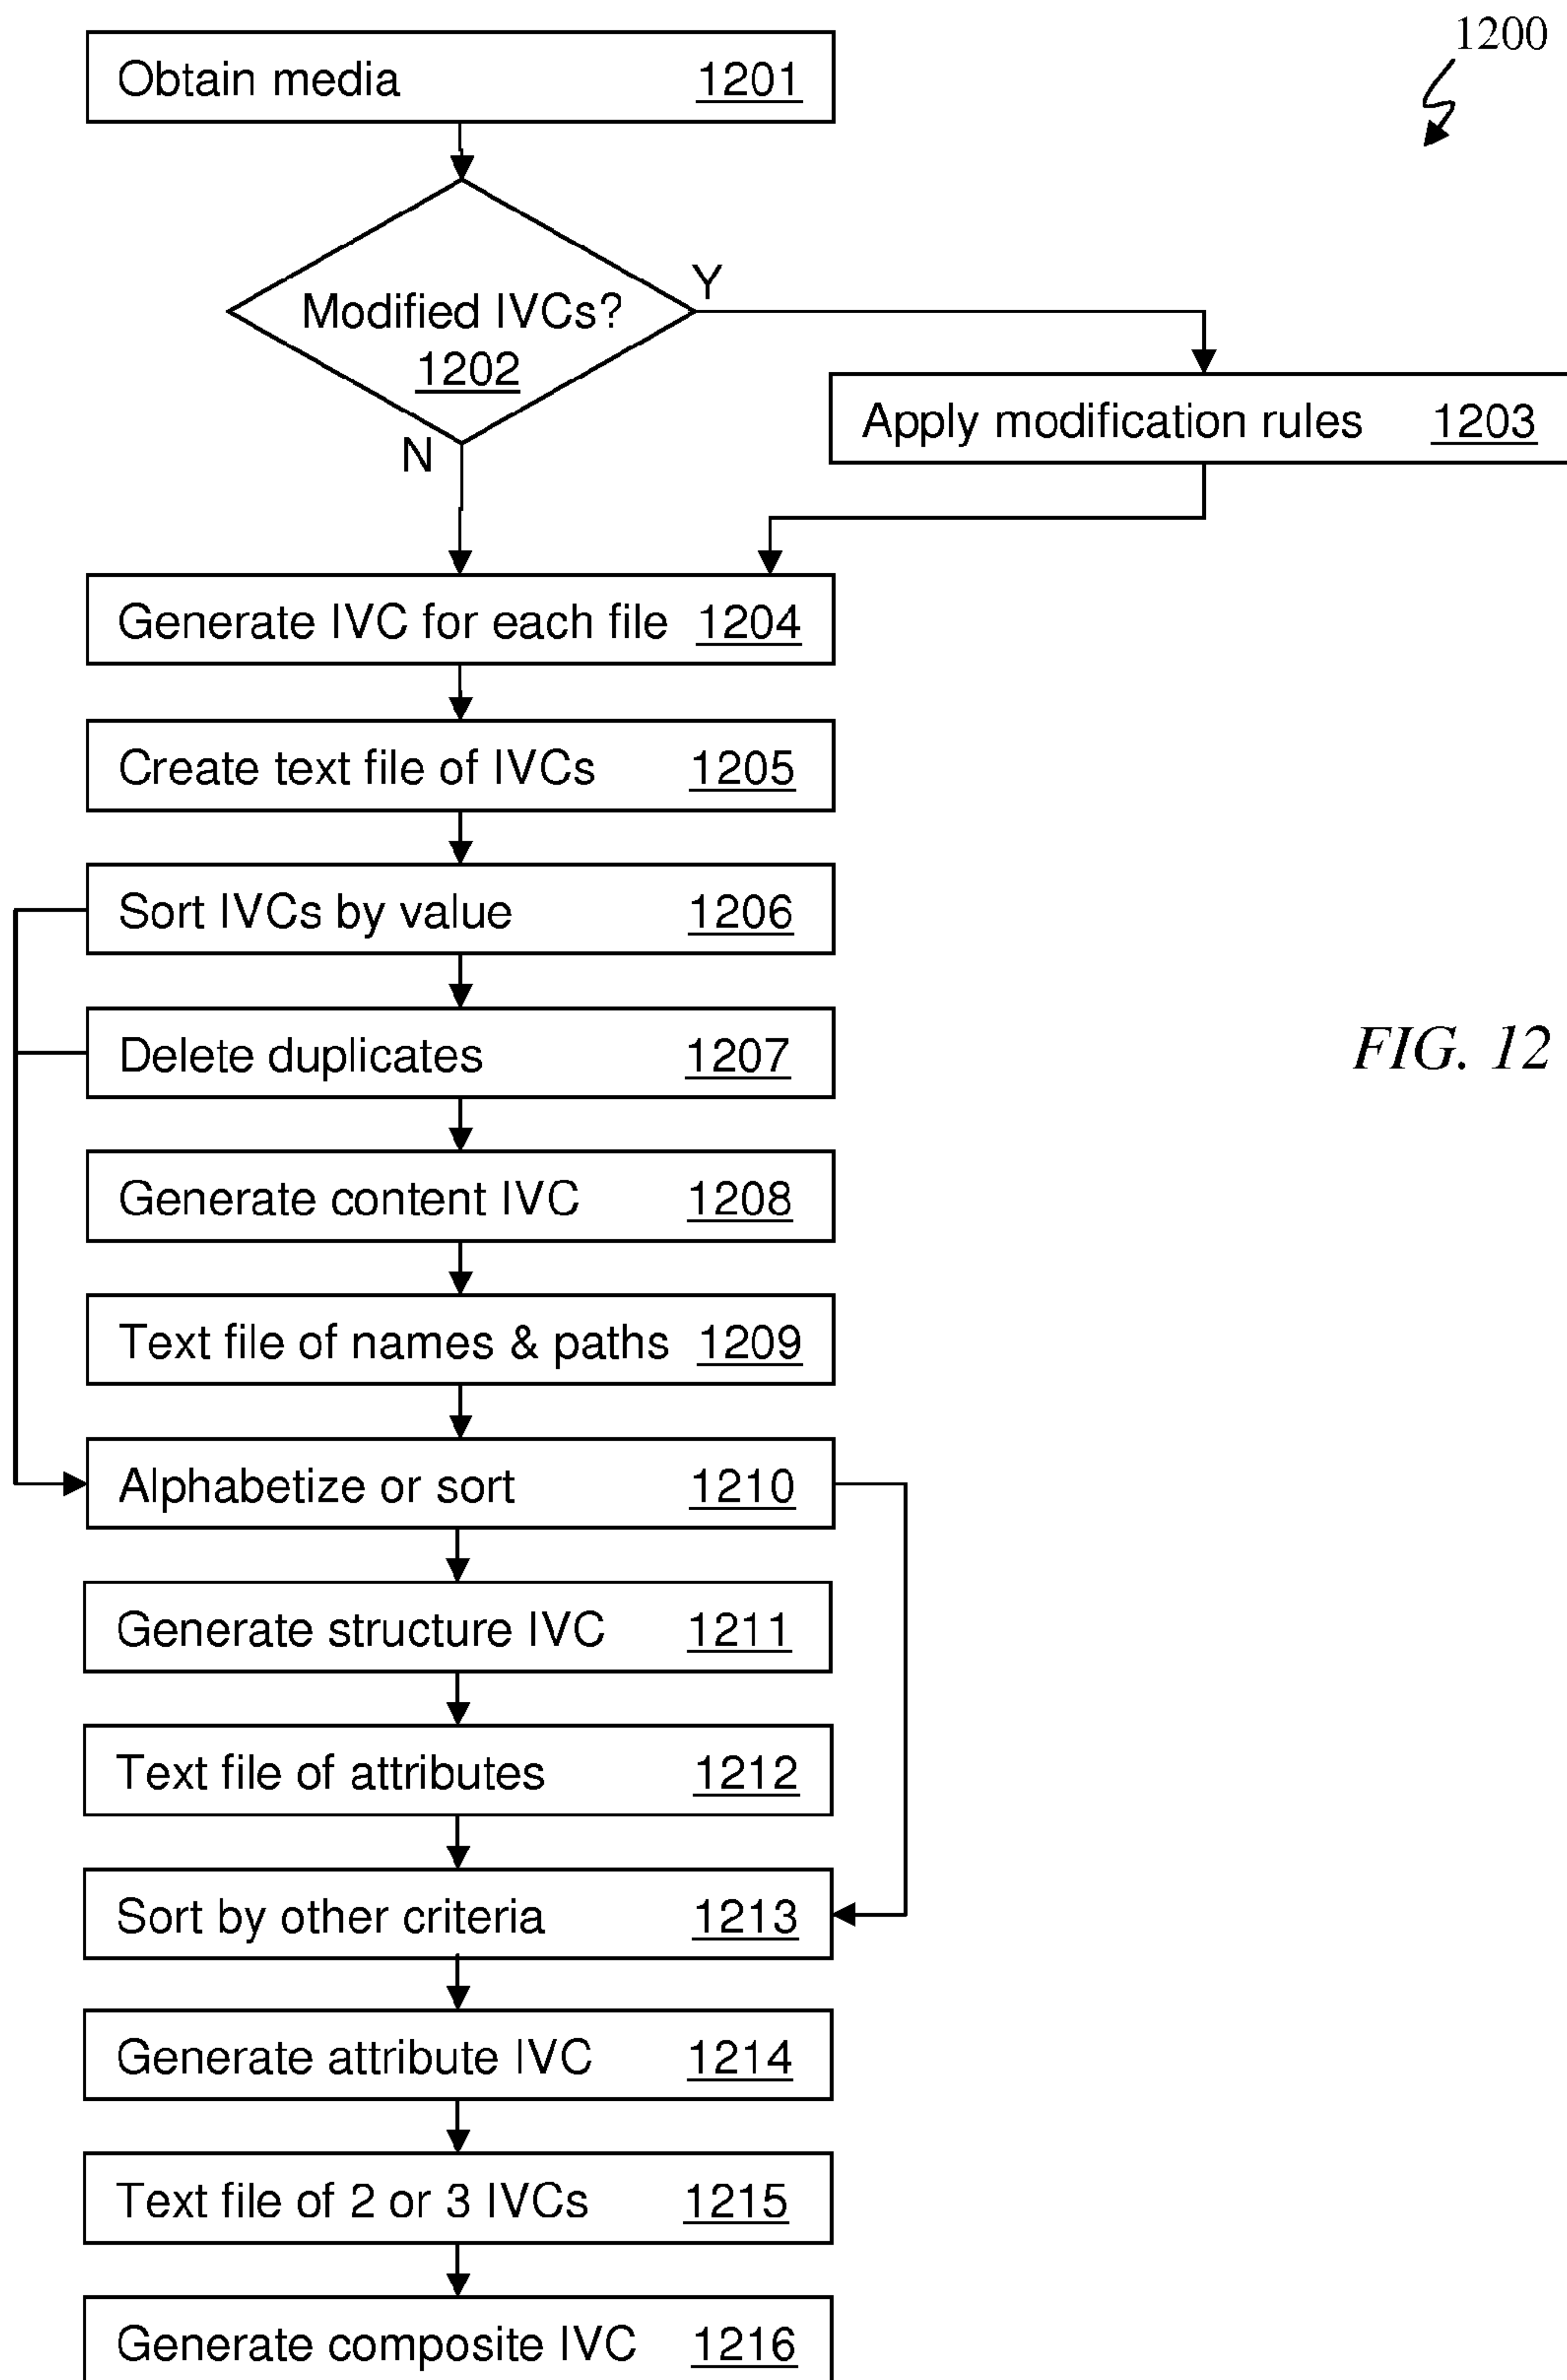 1200
Obtain media 1201
Y
Modified IVCs?
1202
N
Apply modification rules 1203
Generate IVC for each file 1204
Create text file of IVCs 1205
Sort IVCs by value 1206
Delete duplicates 1207
FIG. 12
Generate content IVC 1208
Text file of names & paths 1209
Alphabetize or sort 1210
Generate structure IVC 1211
Text file of attributes 1212
Sort by other criteria 1213
Generate attribute IVC 1214
Text file of 2 or 3 IVCs 1215
Generate composite IVC 1216